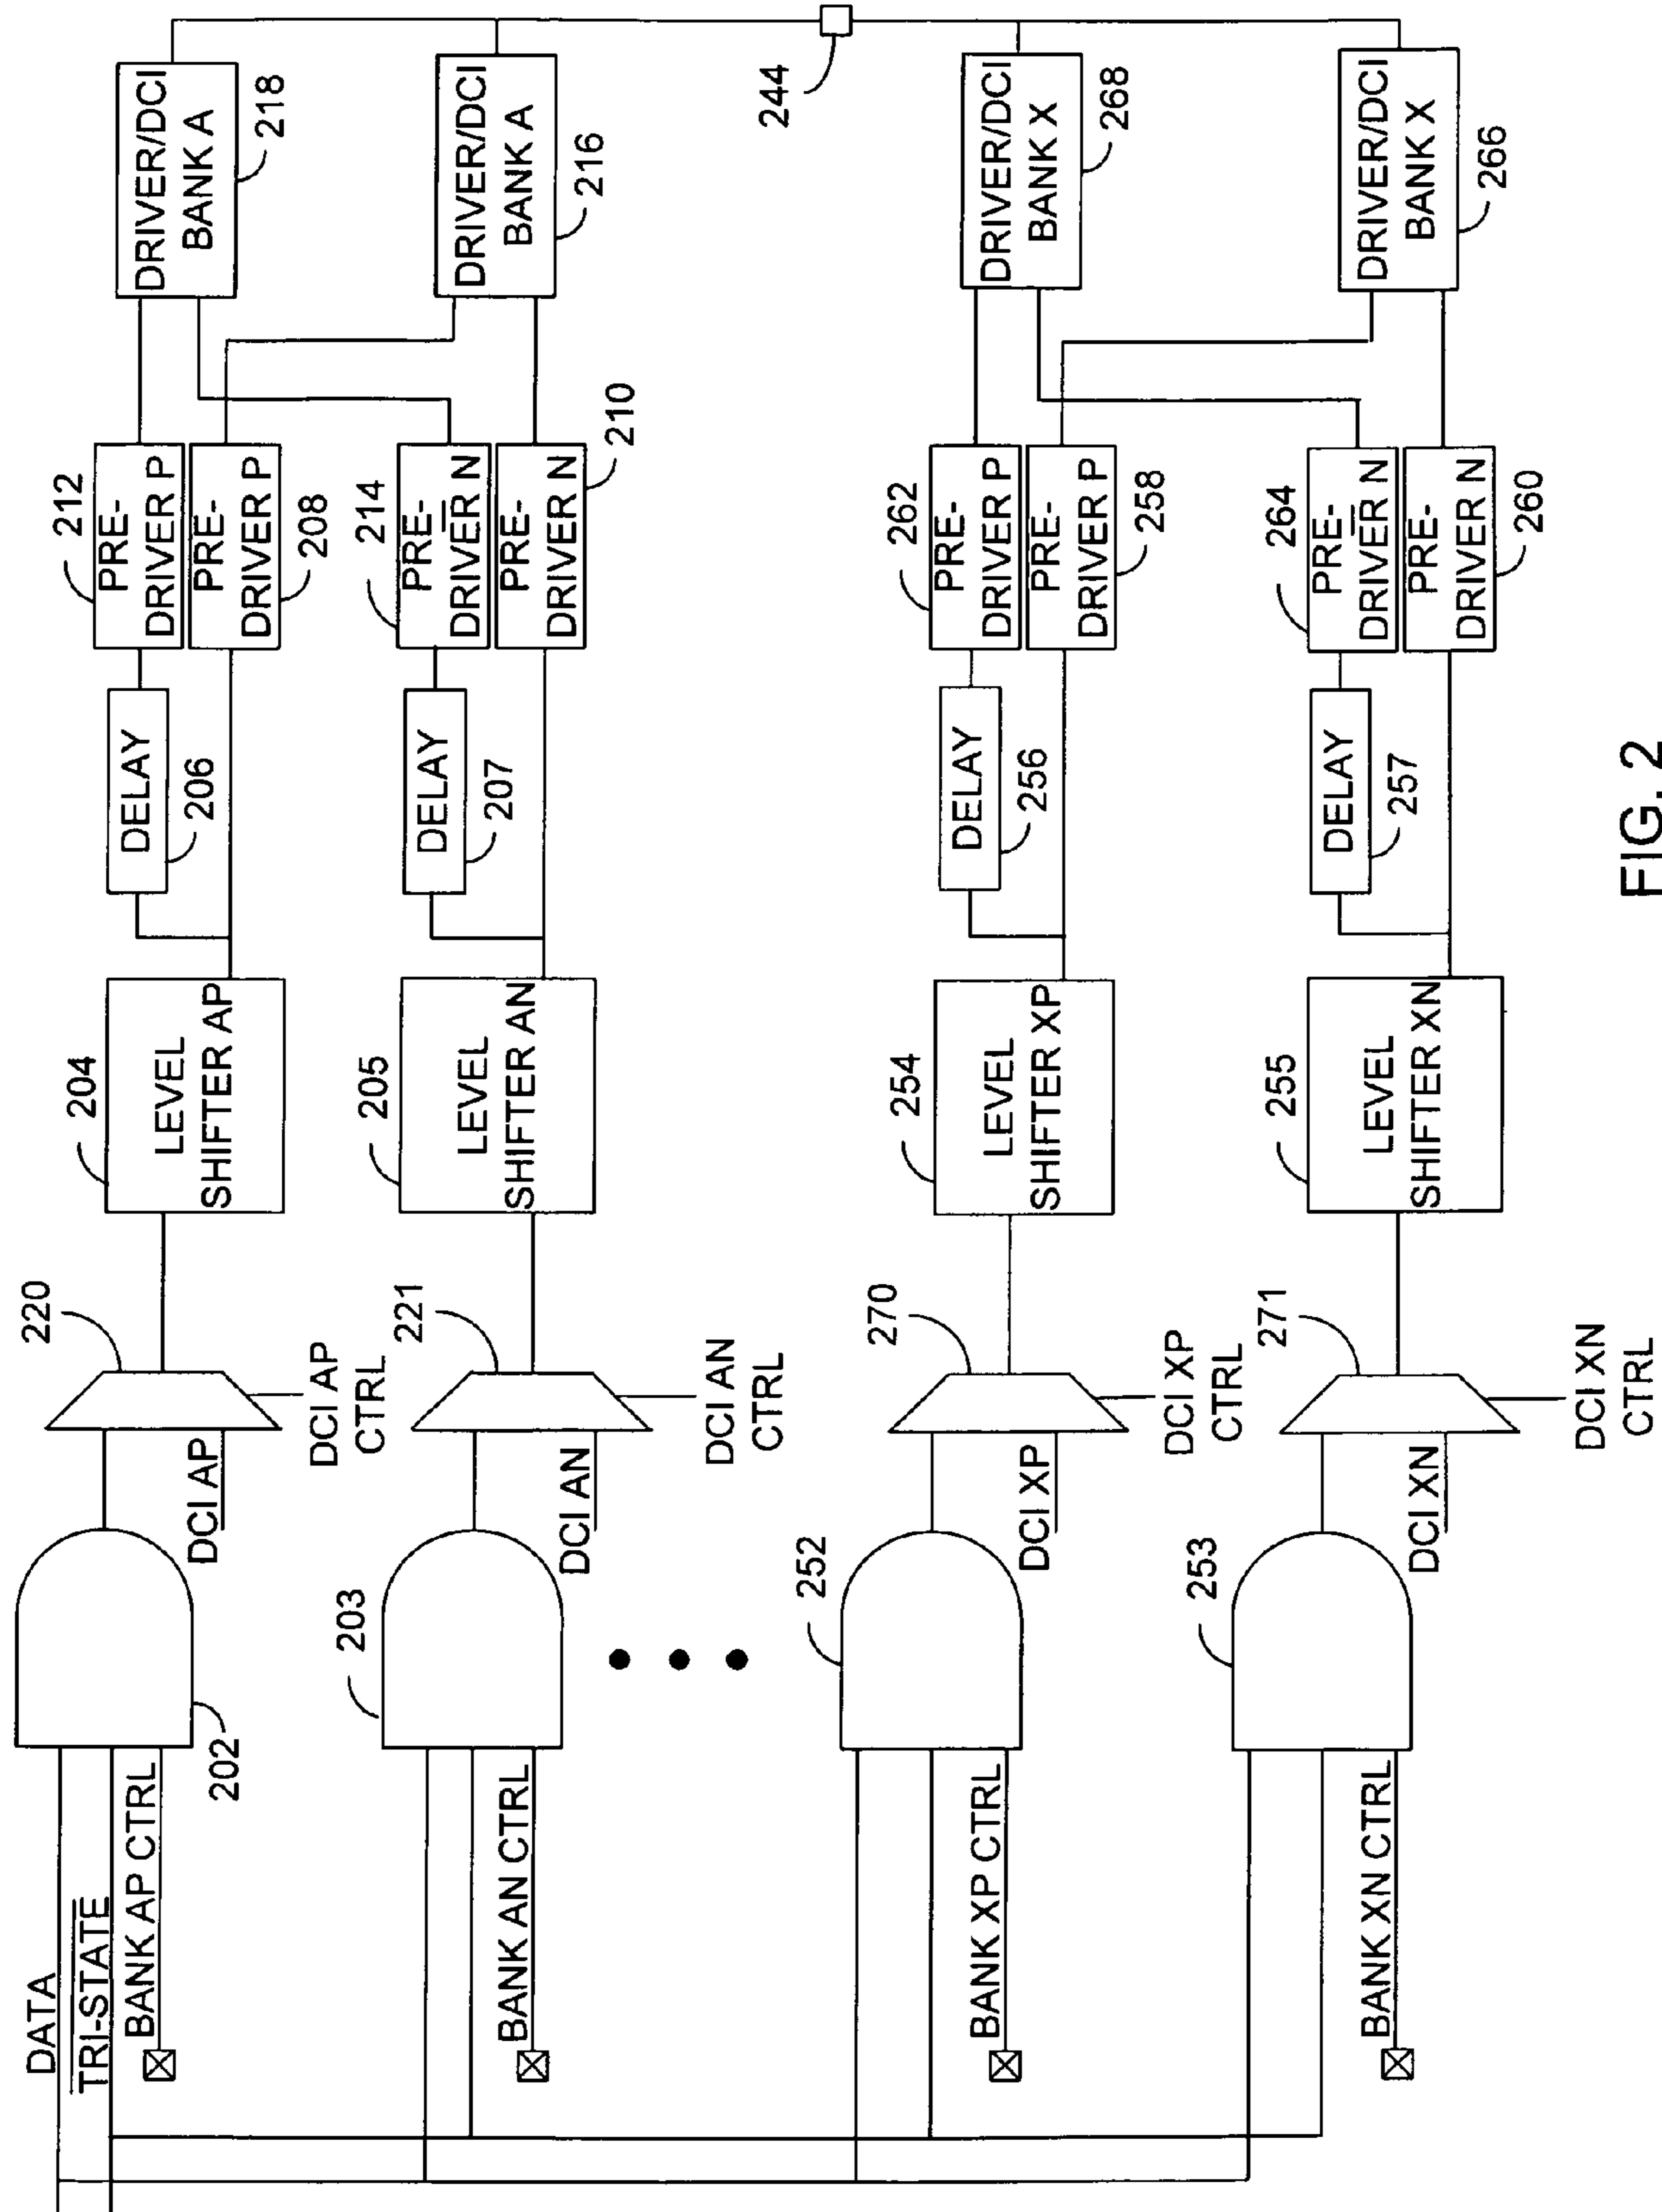 DATA
TRI-STATE
BANK AP CTRL
202
DCI AP
220
DCI AP
CTRL
204
LEVEL
SHIFTER AP
DELAY
206
212
PRE-
DRIVER P
PRE-
DRIVER P
208
DRIVER/DCI
BANK A
218
BANK AN CTRL
203
DCI AN
221
DCI AN
CTRL
205
LEVEL
SHIFTER AN
DELAY
207
214
PRE-
DRIVER N
PRE-
DRIVER N
210
DRIVER/DCI
BANK A
216
244
BANK XP CTRL
252
DCI XP
270
DCI XP
CTRL
254
LEVEL
SHIFTER XP
DELAY
256
262
PRE-
DRIVER P
PRE-
DRIVER P
258
DRIVER/DCI
BANK X
268
BANK XN CTRL
253
DCI XN
271
DCI XN
CTRL
255
LEVEL
SHIFTER XN
DELAY
257
264
PRE-
DRIVER N
PRE-
DRIVER N
260
DRIVER/DCI
BANK X
266
FIG. 2